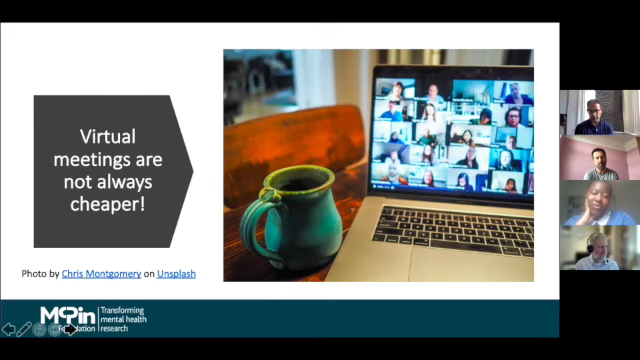 Virtual
meetings are
not always
cheaper!
Photo by Chris Montgomery on Unsplash
McPin
Foundation
Transforming
mental health
research